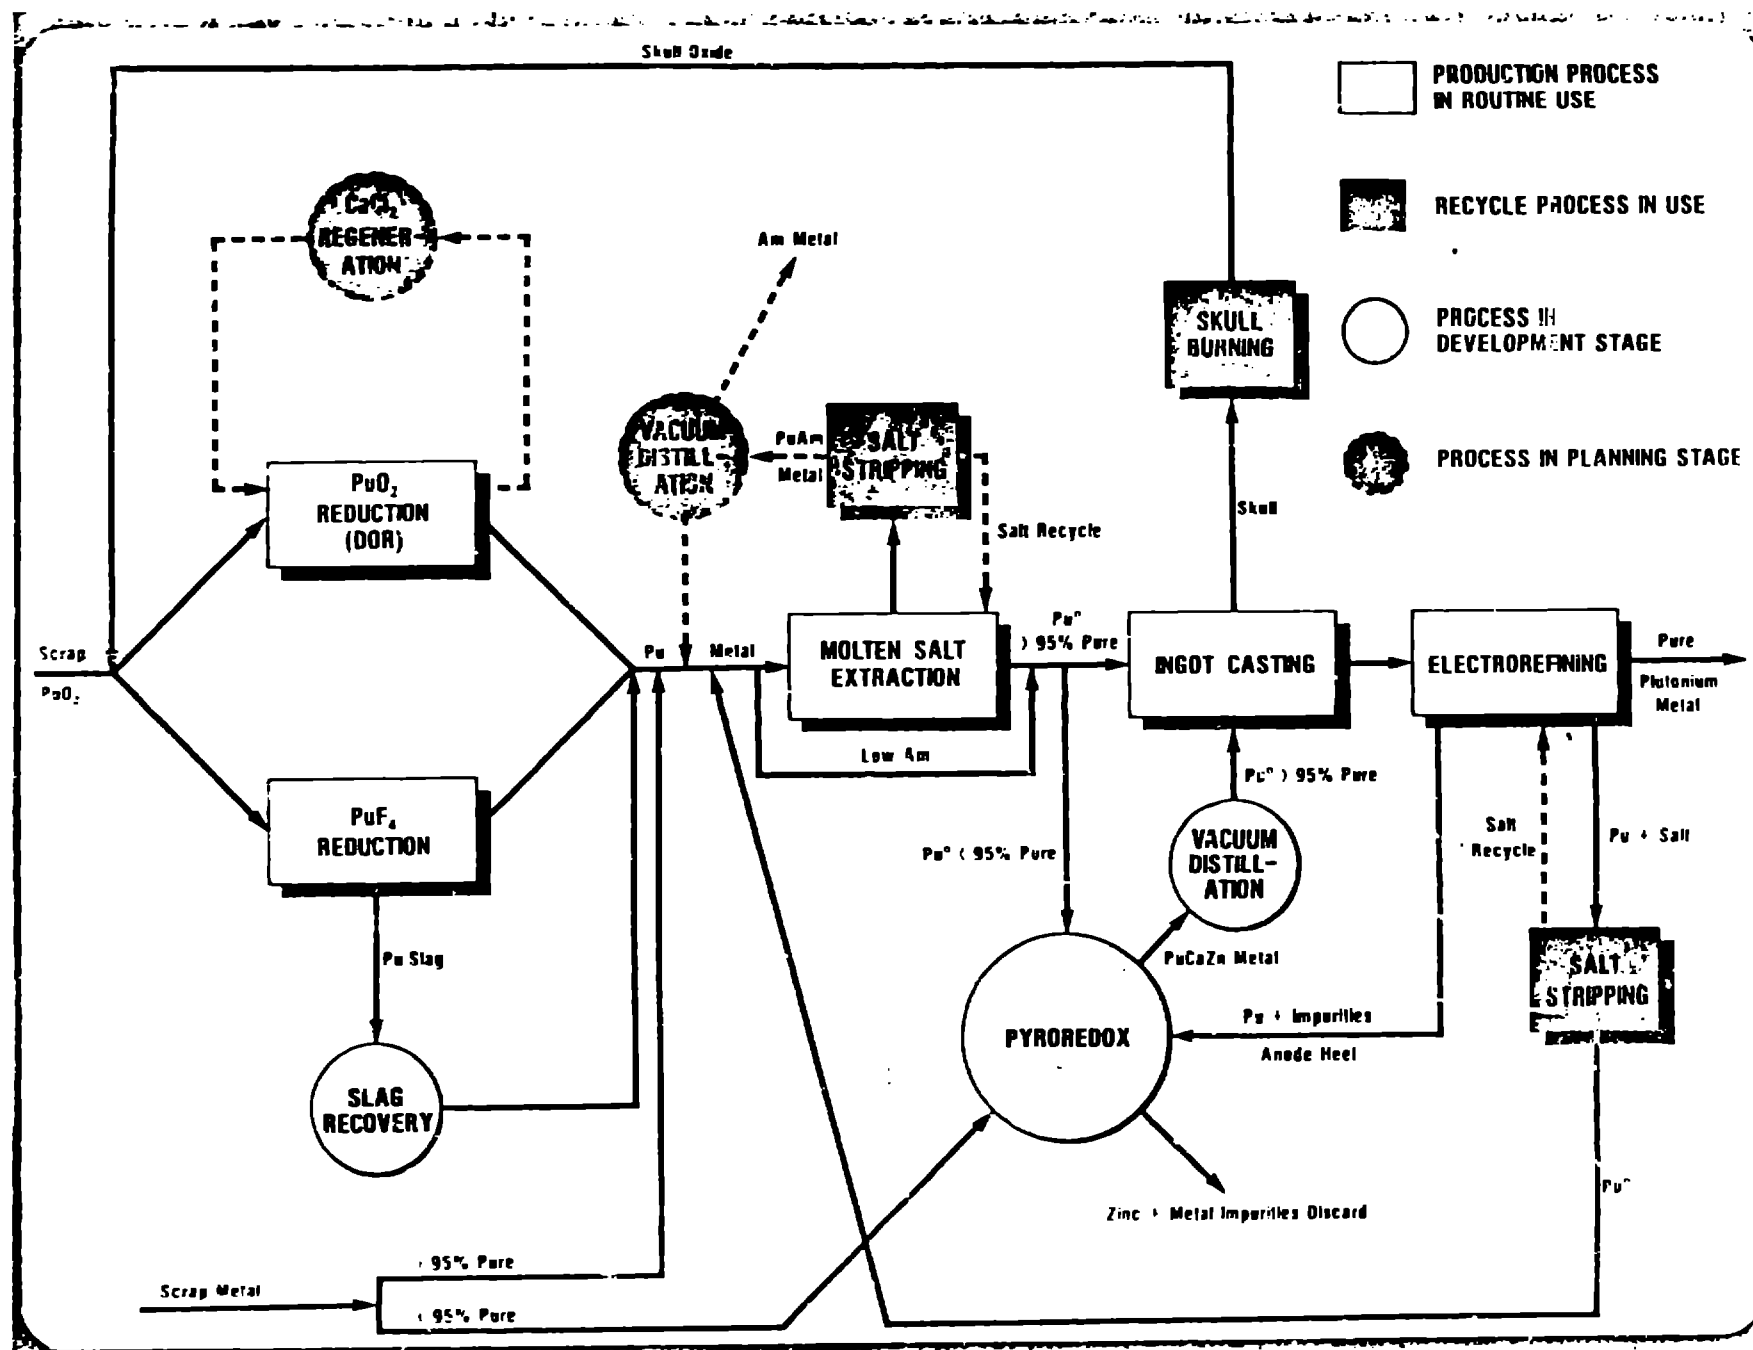 Skull Oxide
PRODUCTION PROCESS
IN ROUTINE USE
RECYCLE PROCESS IN USE
PROCESS IN
DEVELOPMENT STAGE
PROCESS IN PLANNING STAGE
CaCl₂
REGENER
ATION
Am Metal
SKULL
BURNING
VACUUM
DISTILL
ATION
PuAm
Metal
SALT
STRIPPING
Salt Recycle
Skull
PuO₂
REDUCTION
(DOR)
Scrap
PuO₂
Pu Metal
MOLTEN SALT
EXTRACTION
Pu°
> 95% Pure
INGOT CASTING
ELECTROREFINING
Pure
Plutonium
Metal
Low Am
PuF₄
REDUCTION
Pu° > 95% Pure
Pu° < 95% Pure
VACUUM
DISTILL-
ATION
Salt
Recycle
Pu + Salt
Pu Slag
PuCaZn Metal
SALT
STRIPPING
PYROREDOX
Pu + Impurities
Anode Heel
SLAG
RECOVERY
Pu°
Zinc + Metal Impurities Discard
Scrap Metal
95% Pure
< 95% Pure